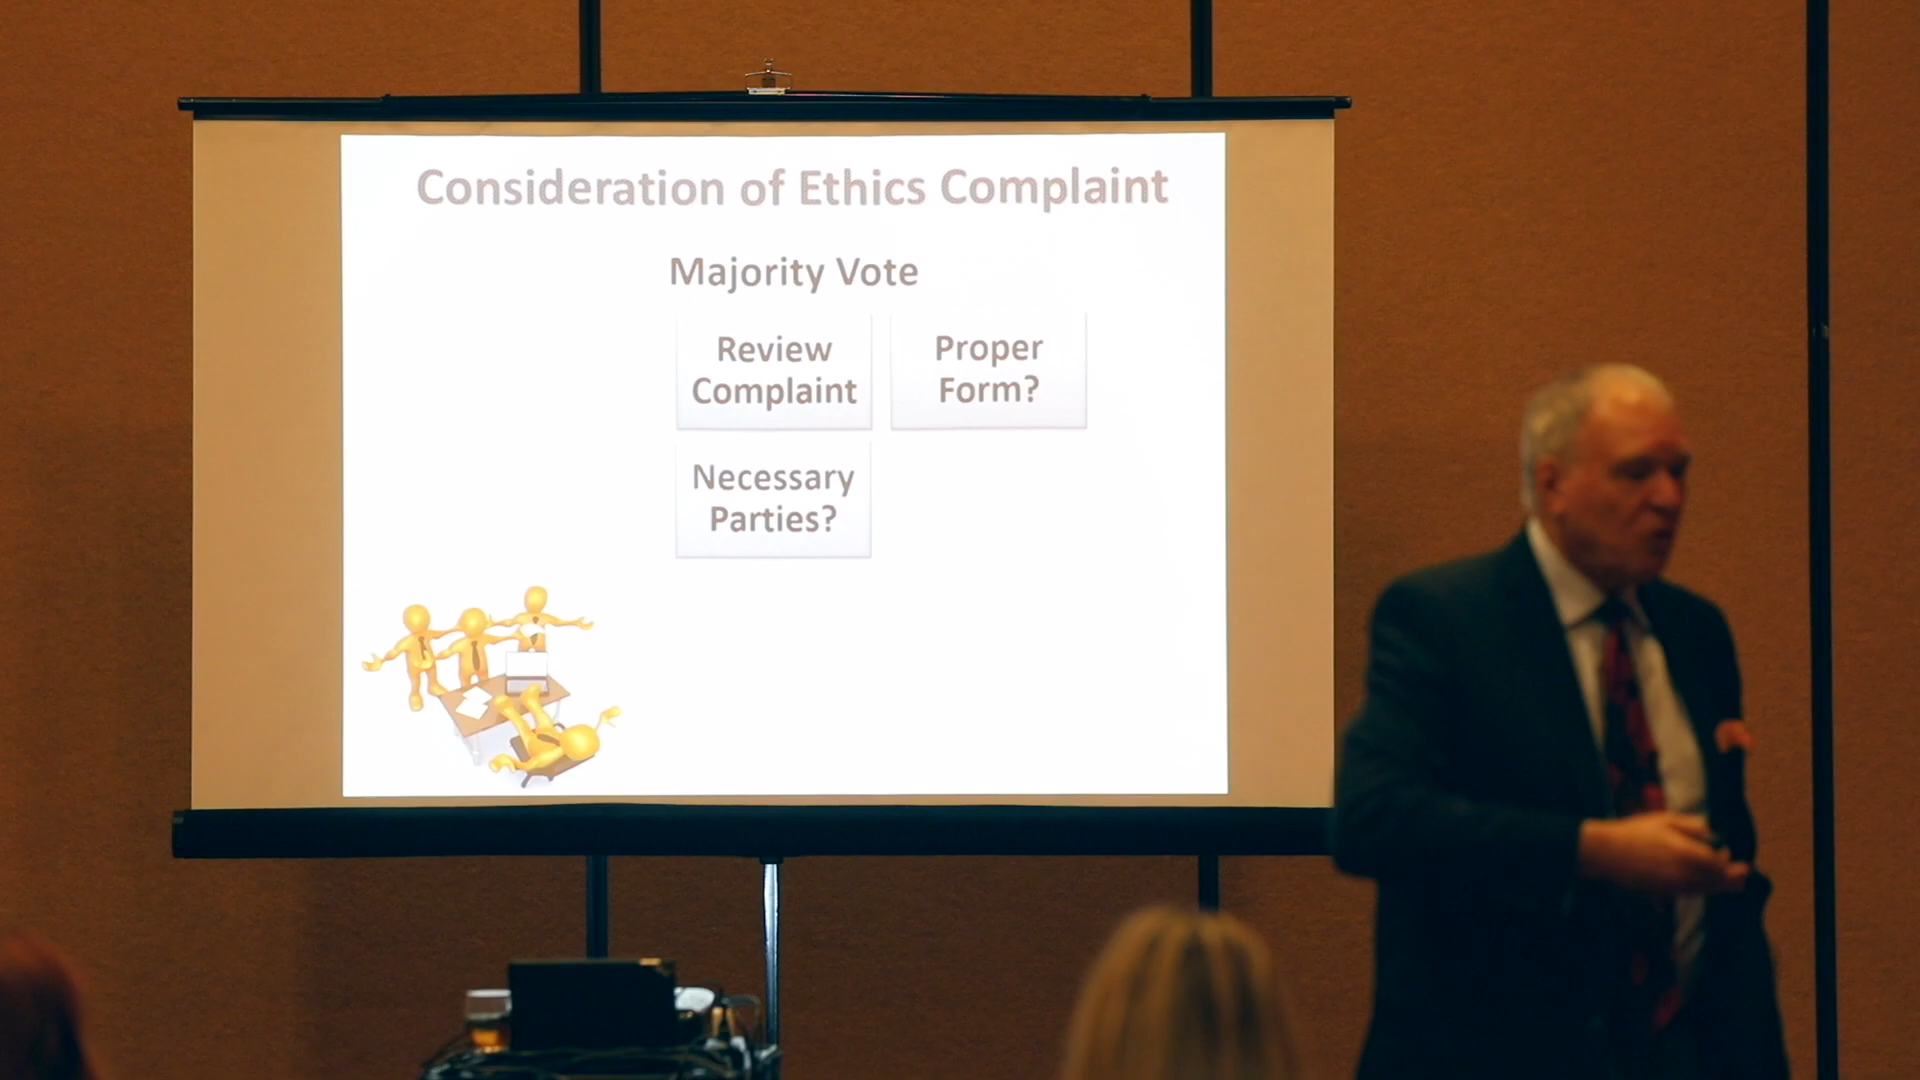 Consideration of Ethics Complaint
Majority Vote
Review
Complaint
Proper
Form?
Necessary
Parties?